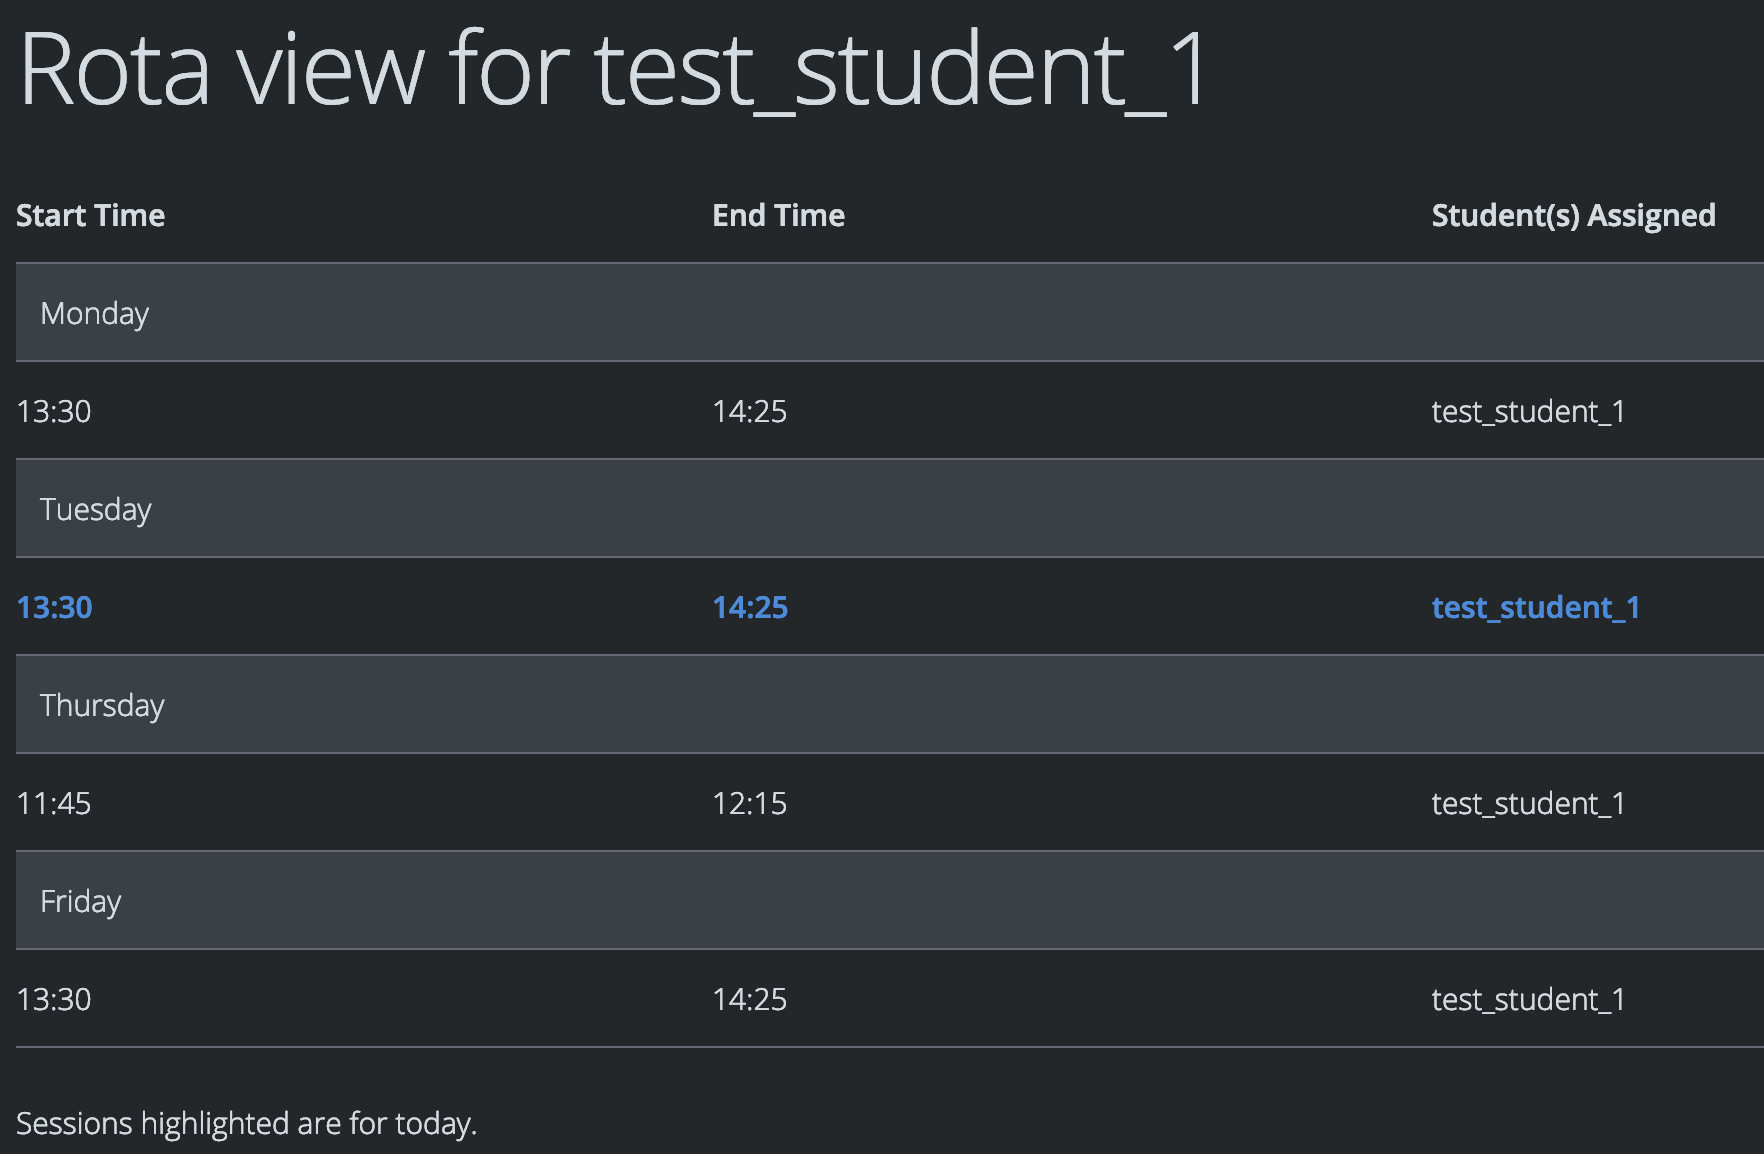 Rota view for test_student_1
Start Time End Time Student(s) Assigned
Monday
13:30 14:25 test_student_1
Tuesday
13:30 14:25 test_student_1
Thursday
11:45 12:15 test_student_1
Friday
13:30 14:25 test_student_1
Sessions highlighted are for today.